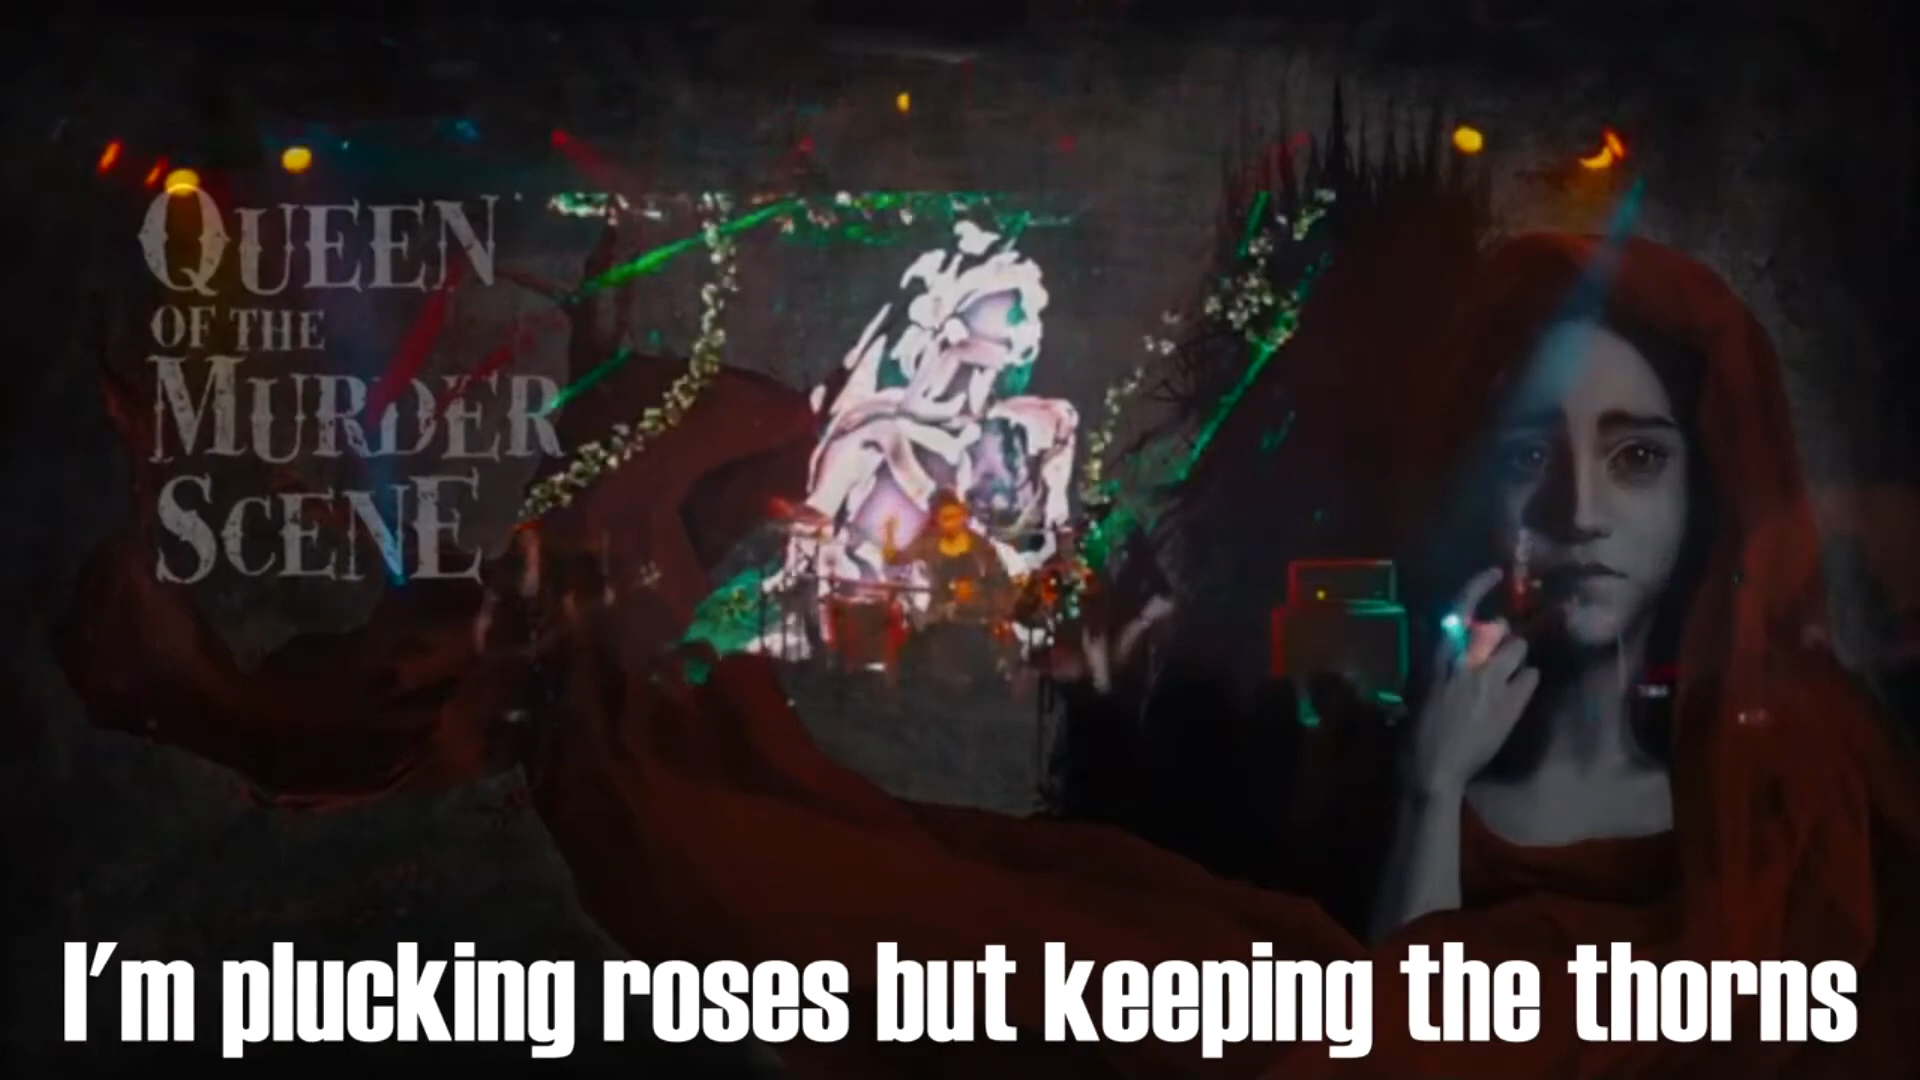 QUEEN
OF THE
MURDER
SCENE
I'm plucking roses but keeping the thorns